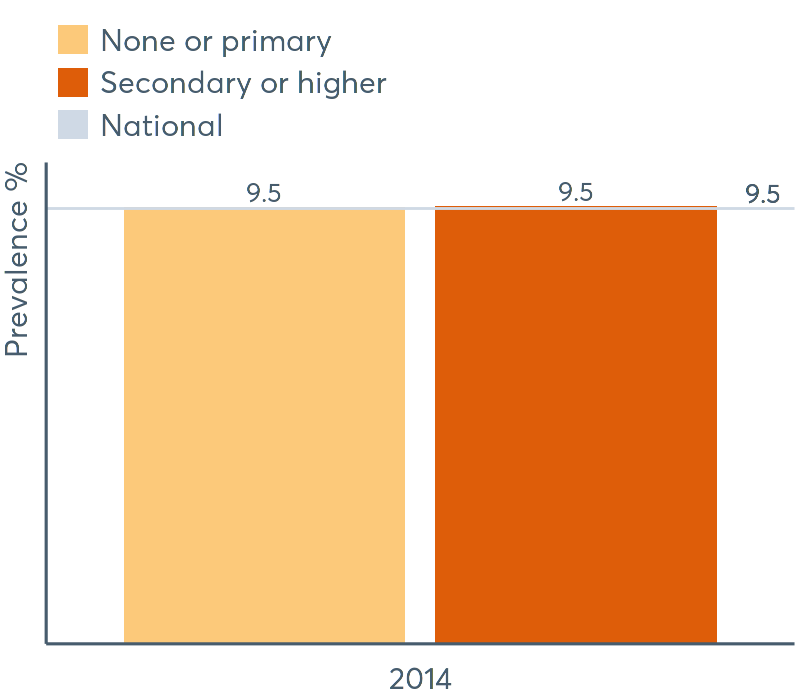 None or primary
Secondary or higher
National
Prevalence %
9.5
9.5
9.5
2014